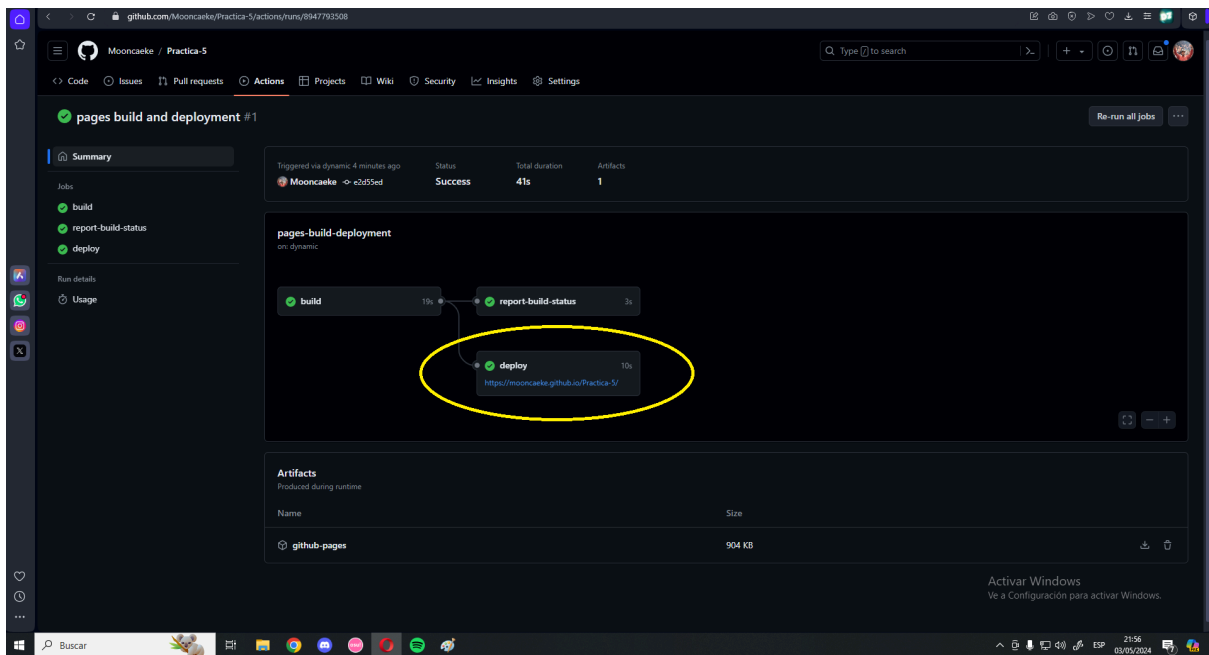 github.com/Mooncaeke/Practica-5/actions/runs/8947793508
Mooncaeke / Practica-5
Type / to search
Code Issues Pull requests Actions Projects Wiki Security Insights Settings
pages build and deployment #1
Re-run all jobs
Summary
Jobs
build
report-build-status
deploy
Run details
Usage
Triggered via dynamic 4 minutes ago Status Total duration Artifacts
Mooncaeke e2d55ed Success 41s 1
pages-build-deployment
on: dynamic
build 19s report-build-status 3s
deploy 10s
https://mooncaeke.github.io/Practica-5/
Artifacts
Produced during runtime
Name Size
github-pages 904 KB
Activar Windows
Ve a Configuración para activar Windows.
Buscar
ESP 21:56
03/05/2024